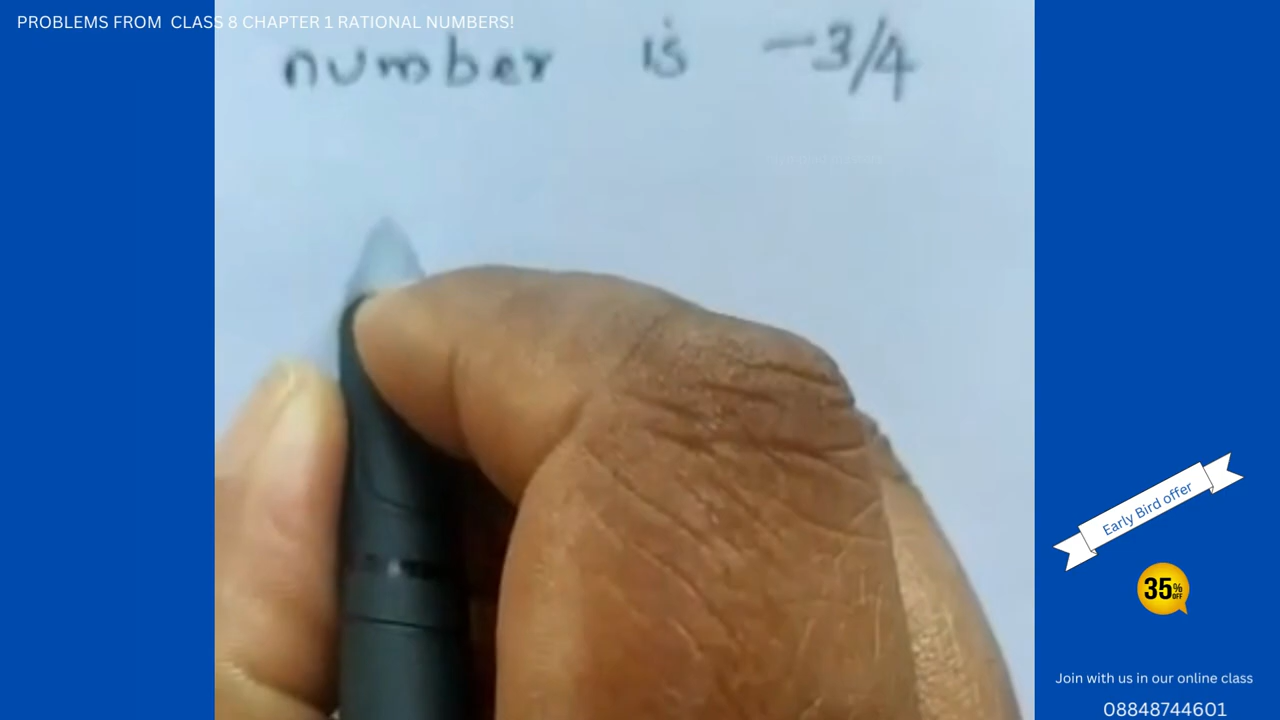 PROBLEMS FROM CLASS 8 CHAPTER 1 RATIONAL NUMBERS!
number is -3/4
Early Bird offer
35% OFF
Join with us in our online class
08848744601